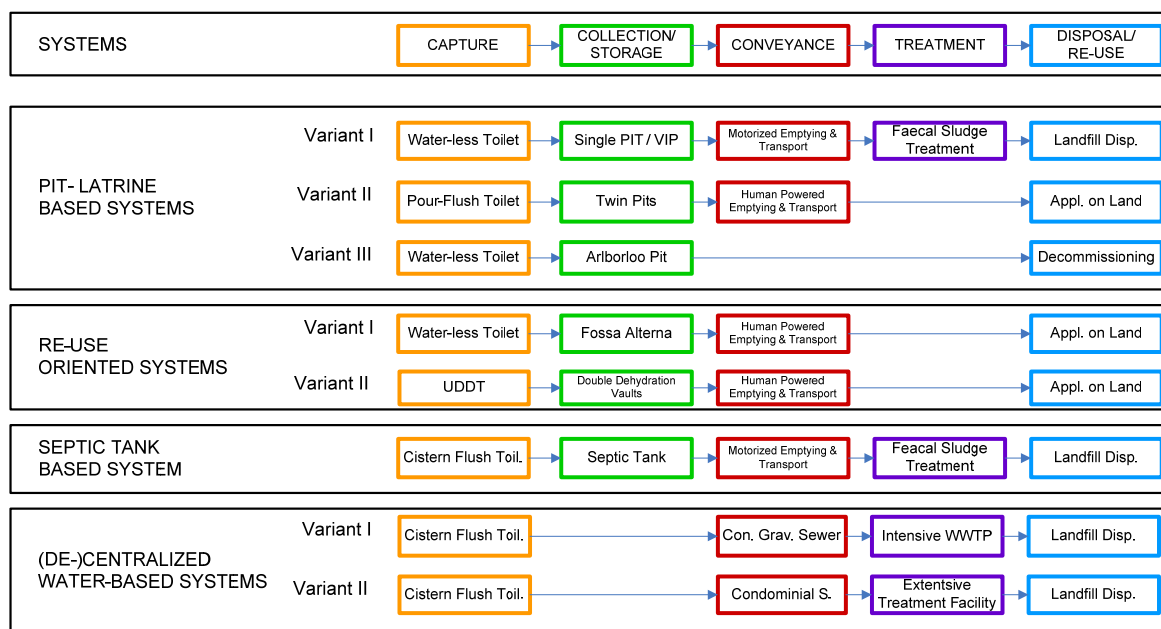 SYSTEMS
CAPTURE
COLLECTION/
STORAGE
CONVEYANCE
TREATMENT
DISPOSAL/
RE-USE
PIT- LATRINE
BASED SYSTEMS
Variant I
Water-less Toilet
Single PIT / VIP
Motorized Emptying &
Transport
Faecal Sludge
Treatment
Landfill Disp.
Variant II
Pour-Flush Toilet
Twin Pits
Human Powered
Emptying & Transport
Appl. on Land
Variant III
Water-less Toilet
Arlborloo Pit
Decommissioning
RE-USE
ORIENTED SYSTEMS
Variant I
Water-less Toilet
Fossa Alterna
Human Powered
Emptying & Transport
Appl. on Land
Variant II
UDDT
Double Dehydration
Vaults
Human Powered
Emptying & Transport
Appl. on Land
SEPTIC TANK
BASED SYSTEM
Cistern Flush Toil.
Septic Tank
Motorized Emptying &
Transport
Feacal Sludge
Treatment
Landfill Disp.
(DE-)CENTRALIZED
WATER-BASED SYSTEMS
Variant I
Cistern Flush Toil.
Con. Grav. Sewer
Intensive WWTP
Landfill Disp.
Variant II
Cistern Flush Toil.
Condominial S.
Extentsive
Treatment Facility
Landfill Disp.